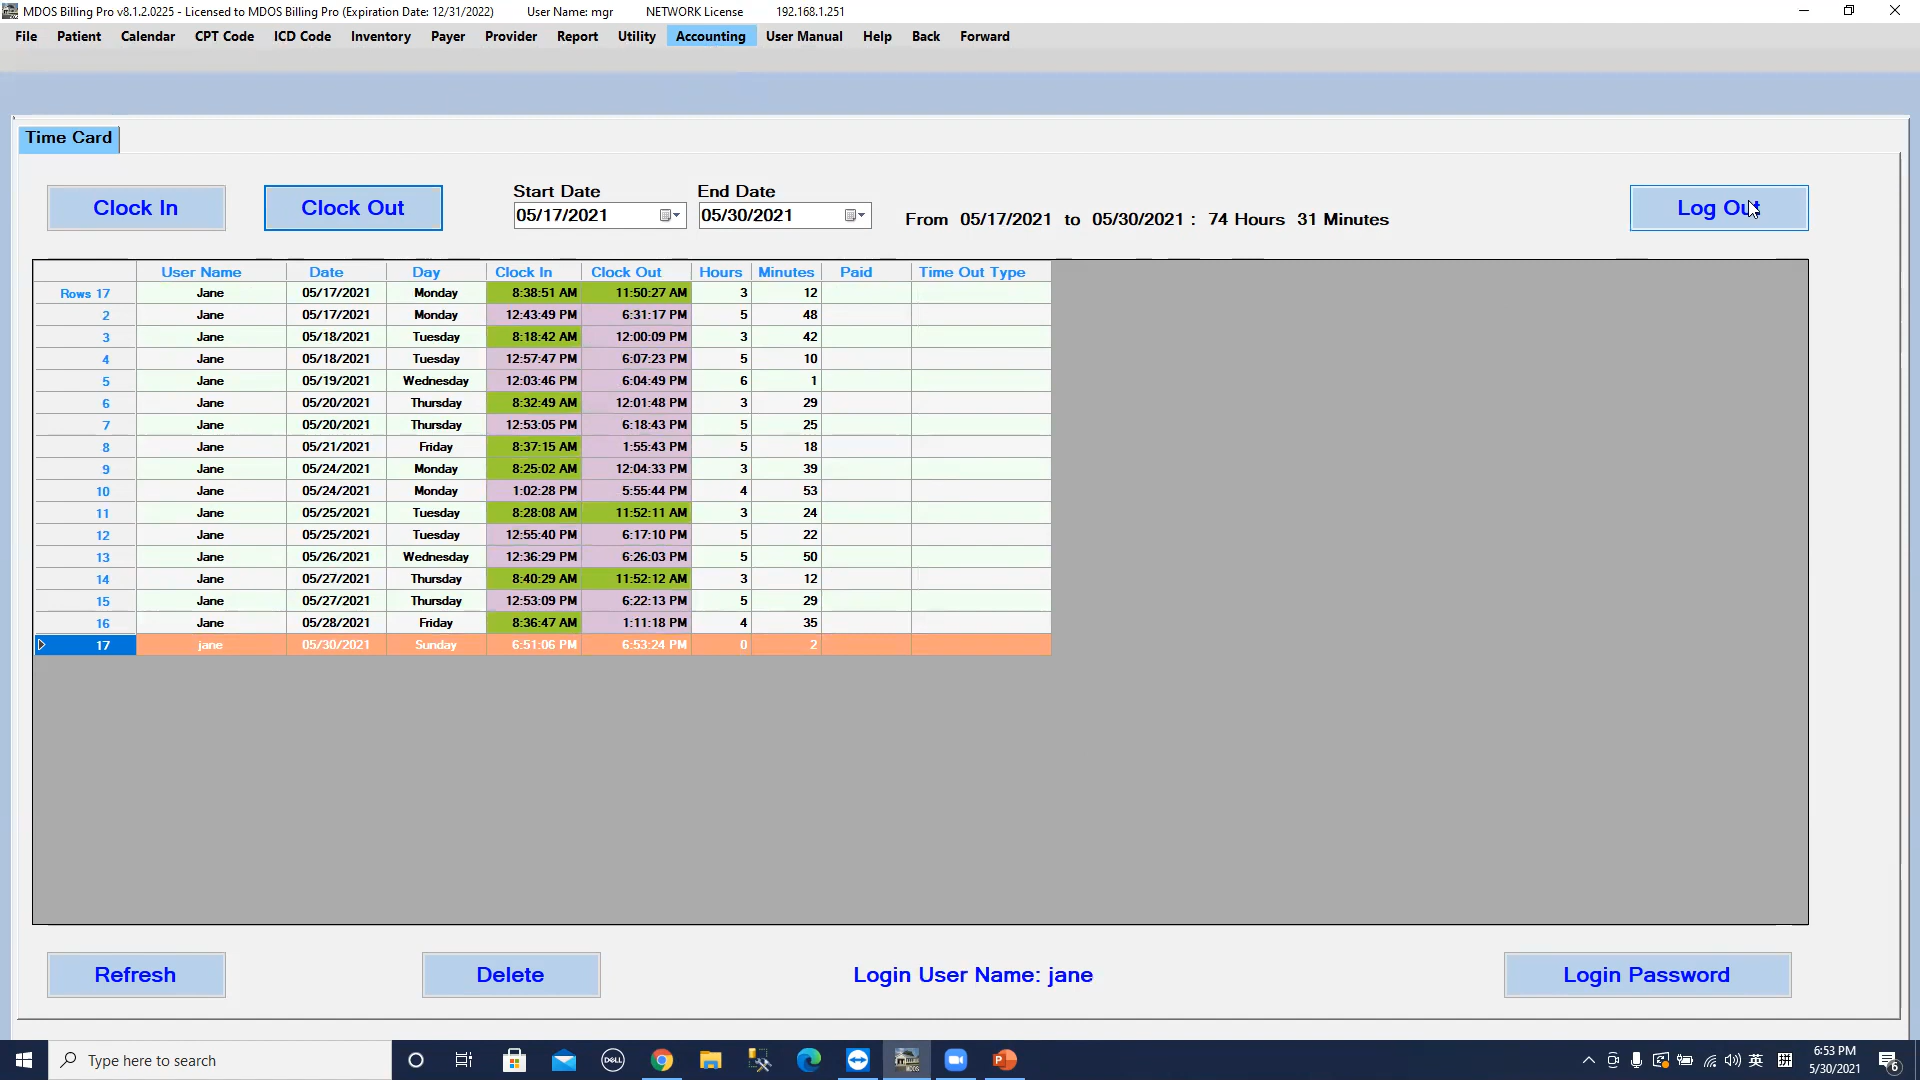 MDOS Billing Pro v8.1.2.0225 - Licensed to MDOS Billing Pro (Expiration Date: 12/31/2022) User Name: mgr NETWORK License 192.168.1.251
File Patient Calendar CPT Code ICD Code Inventory Payer Provider Report Utility Accounting User Manual Help Back Forward
Time Card
Clock In Clock Out Start Date End Date Log Out
05/17/2021 05/30/2021 From 05/17/2021 to 05/30/2021 : 74 Hours 31 Minutes
User Name Date Day Clock In Clock Out Hours Minutes Paid Time Out Type
Rows 17 Jane 05/17/2021 Monday 8:38:51 AM 11:50:27 AM 3 12
2 Jane 05/17/2021 Monday 12:43:49 PM 6:31:17 PM 5 48
3 Jane 05/18/2021 Tuesday 8:18:42 AM 12:00:09 PM 3 42
4 Jane 05/18/2021 Tuesday 12:57:47 PM 6:07:23 PM 5 10
5 Jane 05/19/2021 Wednesday 12:03:46 PM 6:04:49 PM 6 1
6 Jane 05/20/2021 Thursday 8:32:49 AM 12:01:48 PM 3 29
7 Jane 05/20/2021 Thursday 12:53:05 PM 6:18:43 PM 5 25
8 Jane 05/21/2021 Friday 8:37:15 AM 1:55:43 PM 5 18
9 Jane 05/24/2021 Monday 8:25:02 AM 12:04:33 PM 3 39
10 Jane 05/24/2021 Monday 1:02:28 PM 5:55:44 PM 4 53
11 Jane 05/25/2021 Tuesday 8:28:08 AM 11:52:11 AM 3 24
12 Jane 05/25/2021 Tuesday 12:55:40 PM 6:17:10 PM 5 22
13 Jane 05/26/2021 Wednesday 12:36:29 PM 6:26:03 PM 5 50
14 Jane 05/27/2021 Thursday 8:40:29 AM 11:52:12 AM 3 12
15 Jane 05/27/2021 Thursday 12:53:09 PM 6:22:13 PM 5 29
16 Jane 05/28/2021 Friday 8:36:47 AM 1:11:18 PM 4 35
17 jane 05/30/2021 Sunday 6:51:06 PM 6:53:24 PM 0 2
Refresh Delete Login User Name: jane Login Password
Type here to search DELL MDOS 英 拼 6:53 PM
5/30/2021 6